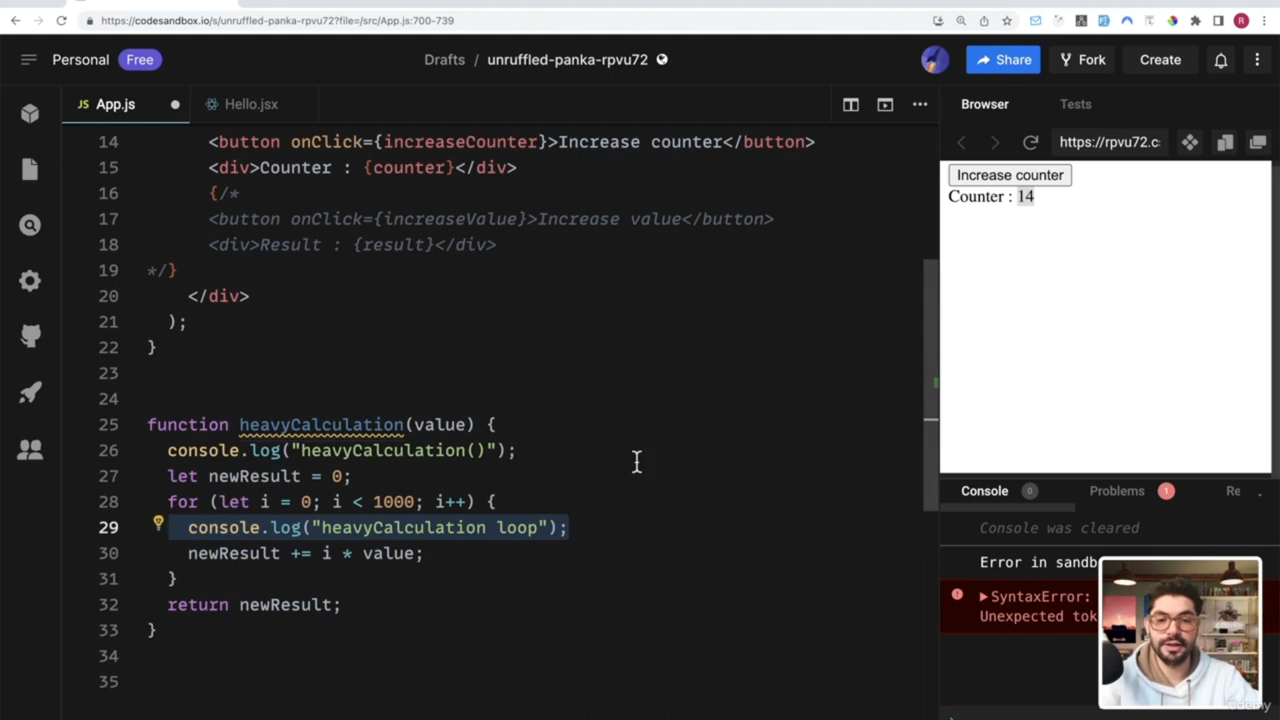 https://codesandbox.io/s/unruffled-panka-rpvu72?file=/src/App.js:700-739
R
Personal Free
Drafts / unruffled-panka-rpvu72
Share
Fork
Create
JS App.js
Hello.jsx
Browser
Tests
https://rpvu72.c
14 <button onClick={increaseCounter}>Increase counter</button>
15 <div>Counter : {counter}</div>
16 {/*
17 <button onClick={increaseValue}>Increase value</button>
18 <div>Result : {result}</div>
19 */}
20 </div>
21 );
22 }
23
24
25 function heavyCalculation(value) {
26 console.log("heavyCalculation()");
27 let newResult = 0;
28 for (let i = 0; i < 1000; i++) {
29 console.log("heavyCalculation loop");
30 newResult += i * value;
31 }
32 return newResult;
33 }
34
35
Increase counter
Counter : 14
Console 0
Problems 1
Re
Console was cleared
Error in sandb
▶SyntaxError:
Unexpected tok
ûdemy